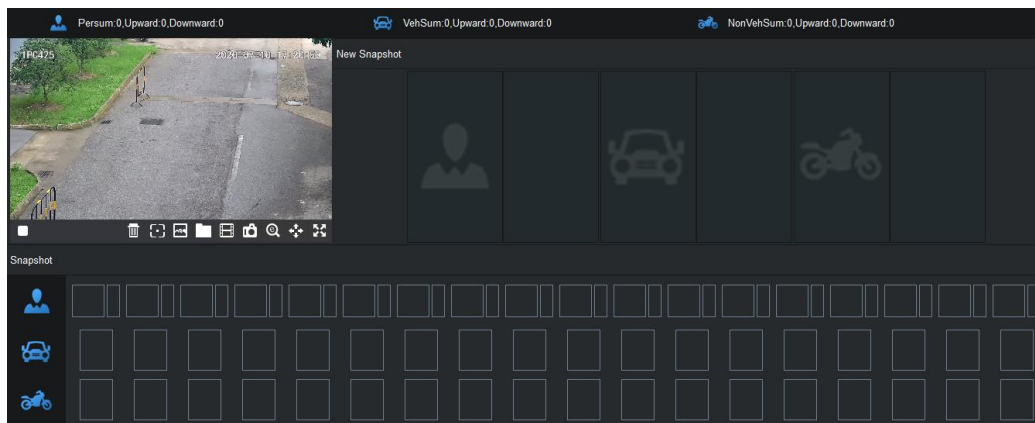 Persum:0,Upward:0,Downward:0
VehSum:0,Upward:0,Downward:0
NonVehSum:0,Upward:0,Downward:0
IPC425
New Snapshot
Snapshot